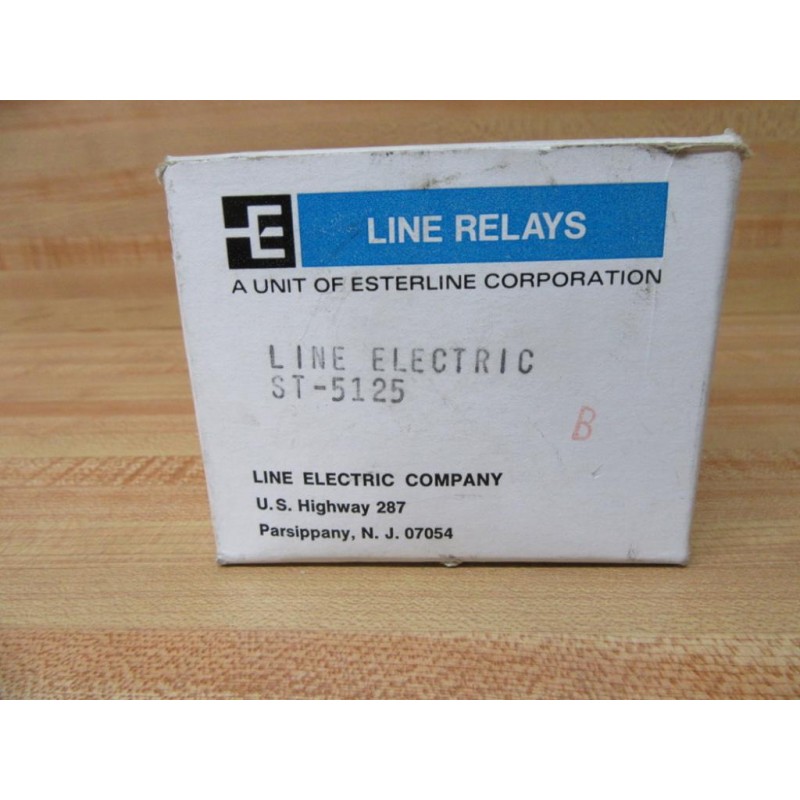 E
LINE RELAYS
A UNIT OF ESTERLINE CORPORATION
LINE ELECTRIC
ST-5125
B
LINE ELECTRIC COMPANY
U.S. Highway 287
Parsippany, N. J. 07054